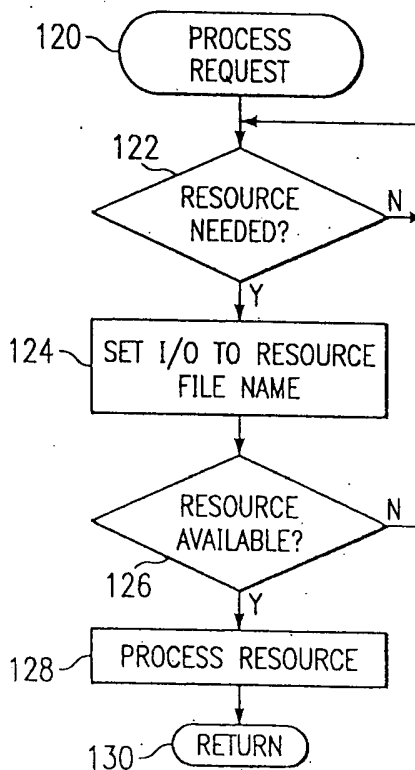 120
PROCESS
REQUEST
122
RESOURCE
NEEDED?
N
Y
124
SET I/O TO RESOURCE
FILE NAME
RESOURCE
AVAILABLE?
N
126
Y
128
PROCESS RESOURCE
130
RETURN